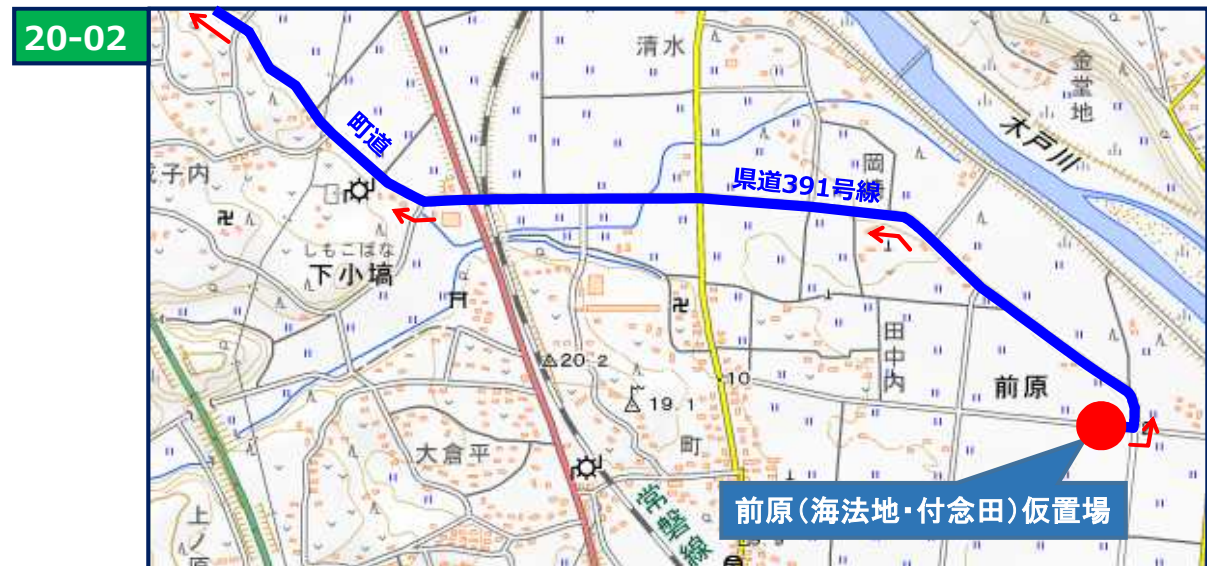 20-02
清水
金堂地
木戸川
町道
県道391号線
子内
しもこばな
下小塙
20.2
19.1
10
田中内
前原
大倉平
町
常磐線
上ノ原
前原(海法地・付念田)仮置場